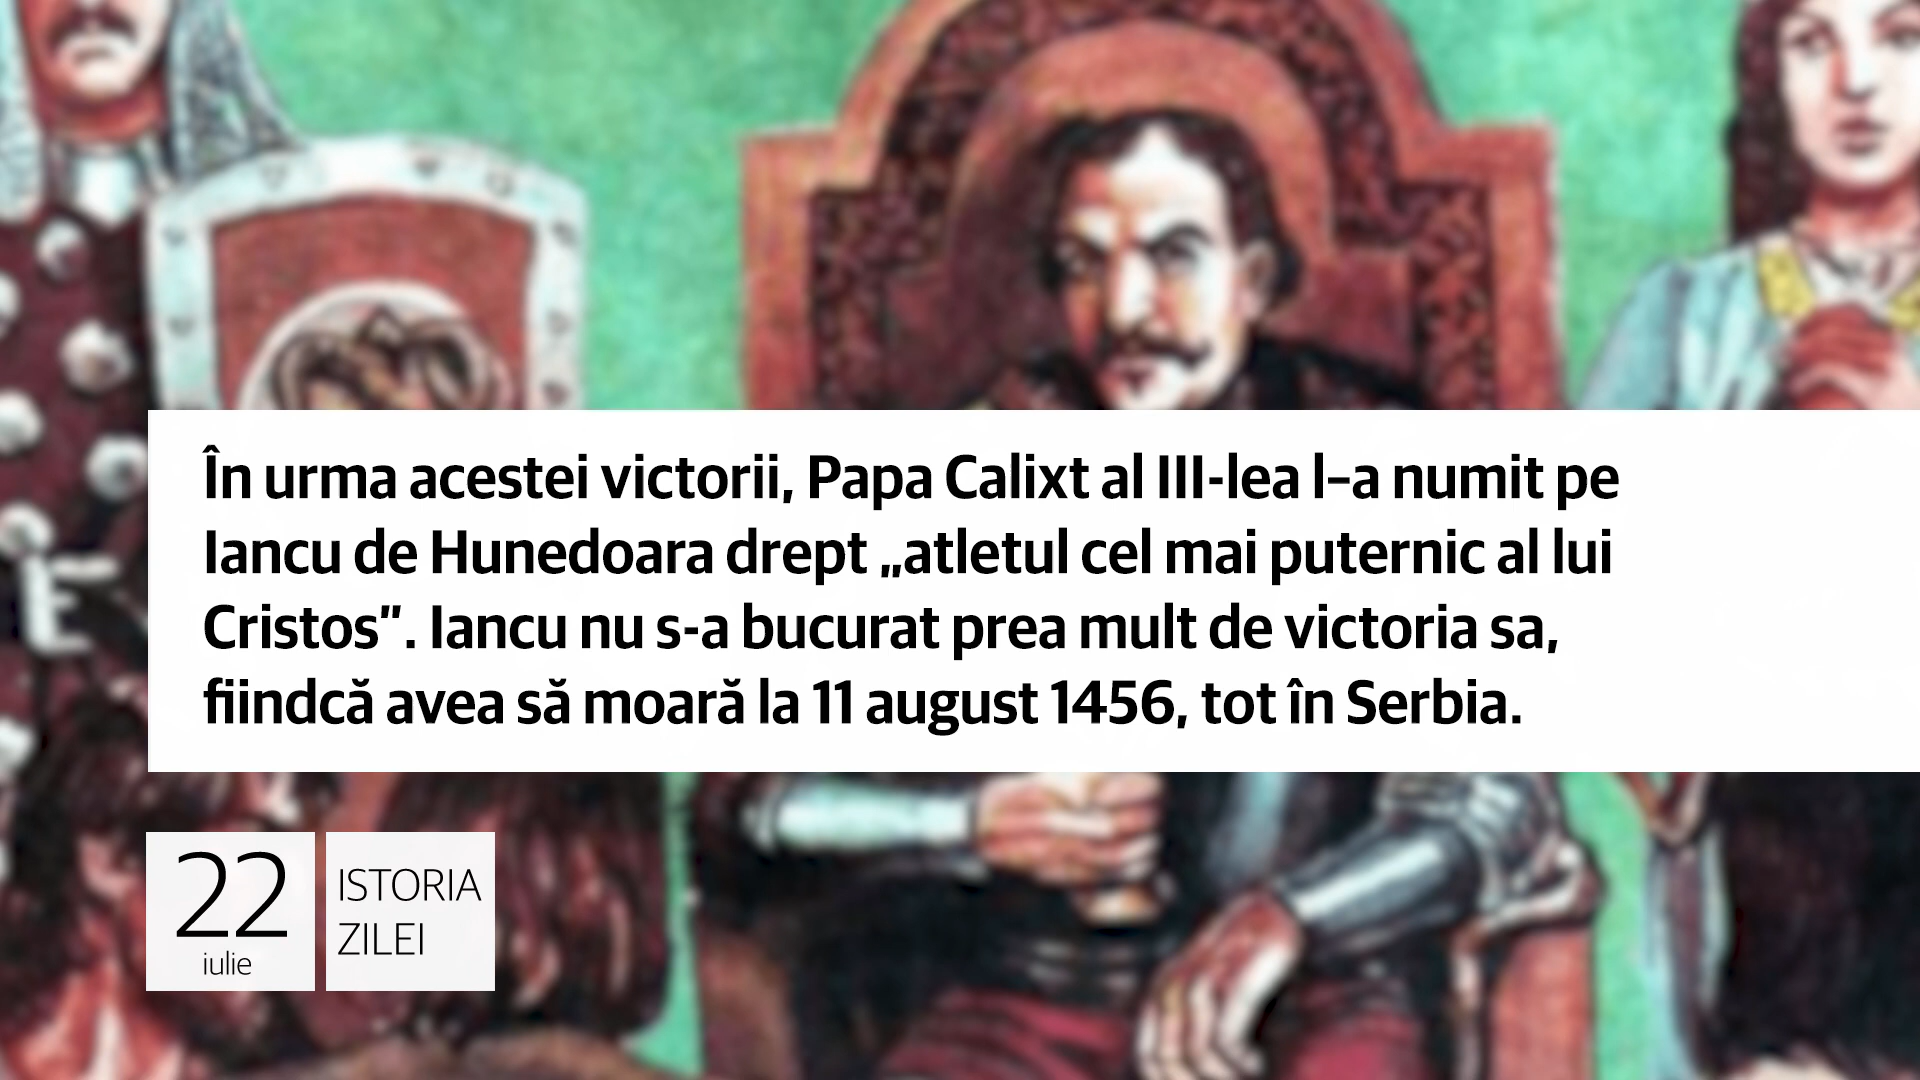 În urma acestei victorii, Papa Calixt al III-lea l–a numit pe
Iancu de Hunedoara drept „atletul cel mai puternic al lui
Cristos”. Iancu nu s-a bucurat prea mult de victoria sa,
fiindcă avea să moară la 11 august 1456, tot în Serbia.
22
iulie
ISTORIA
ZILEI